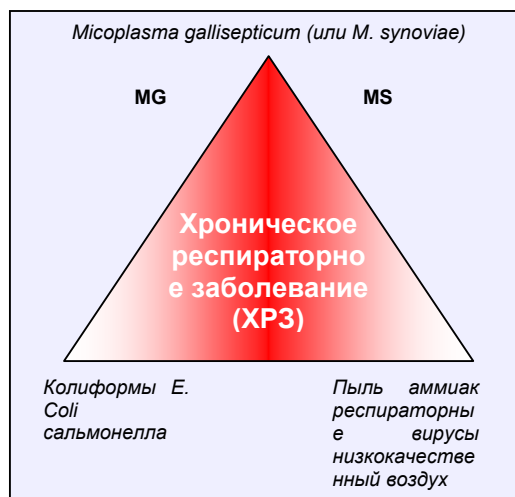 Micoplasma gallisepticum (или M. synoviae)
MG MS
Хроническое
респираторно
е заболевание
(ХРЗ)
Колиформы E.
Coli
сальмонелла
Пыль аммиак
респираторны
е вирусы
низкокачестве
нный воздух